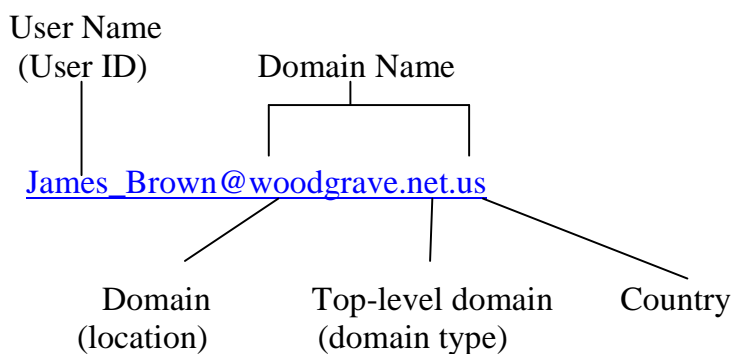 User Name
(User ID) Domain Name
James_Brown@woodgrave.net.us
Domain Top-level domain Country
(location) (domain type)